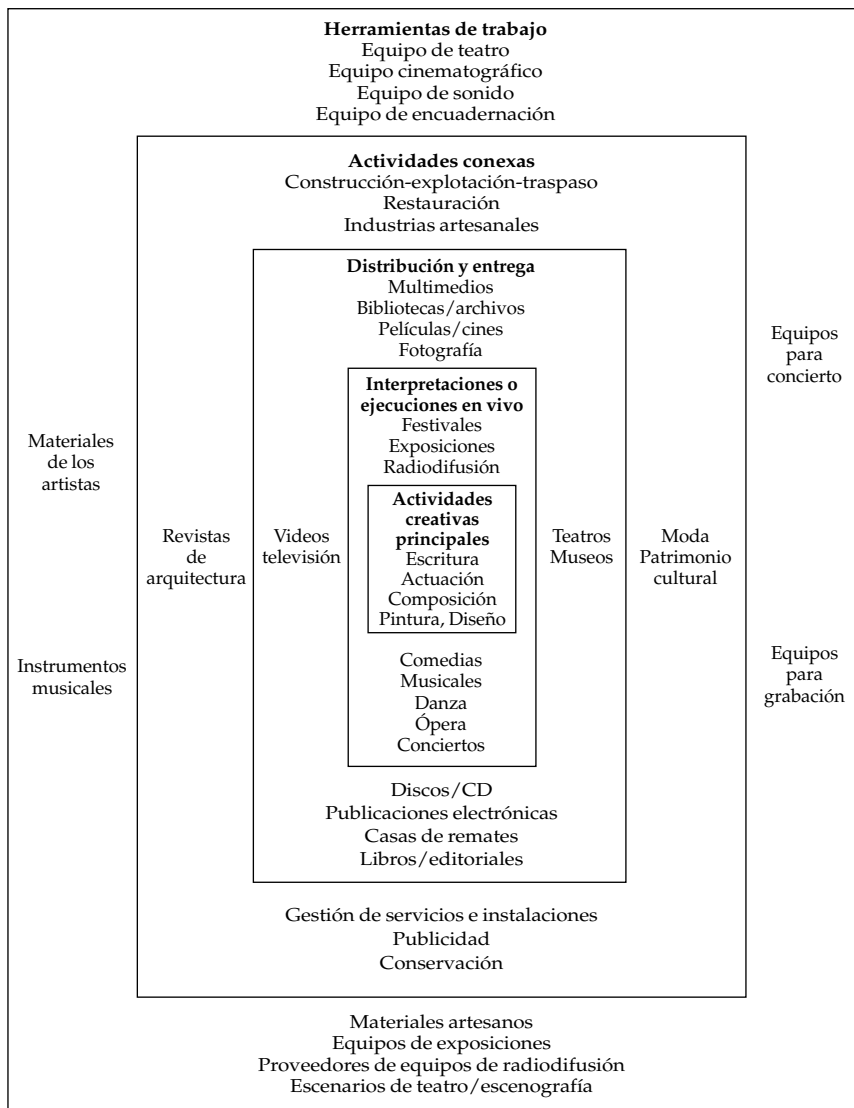 Herramientas de trabajo
Equipo de teatro
Equipo cinematográfico
Equipo de sonido
Equipo de encuadernación
Actividades conexas
Construcción-explotación-traspaso
Restauración
Industrias artesanales
Distribución y entrega
Multimedios
Bibliotecas/archivos
Películas/cines
Fotografía
Interpretaciones o
ejecuciones en vivo
Festivales
Exposiciones
Radiodifusión
Actividades
creativas
principales
Escritura
Actuación
Composición
Pintura, Diseño
Comedias
Musicales
Danza
Ópera
Conciertos
Materiales
de los
artistas
Instrumentos
musicales
Revistas
de
arquitectura
Videos
televisión
Teatros
Museos
Moda
Patrimonio
cultural
Equipos
para
concierto
Equipos
para
grabación
Discos/CD
Publicaciones electrónicas
Casas de remates
Libros/editoriales
Gestión de servicios e instalaciones
Publicidad
Conservación
Materiales artesanos
Equipos de exposiciones
Proveedores de equipos de radiodifusión
Escenarios de teatro/escenografía